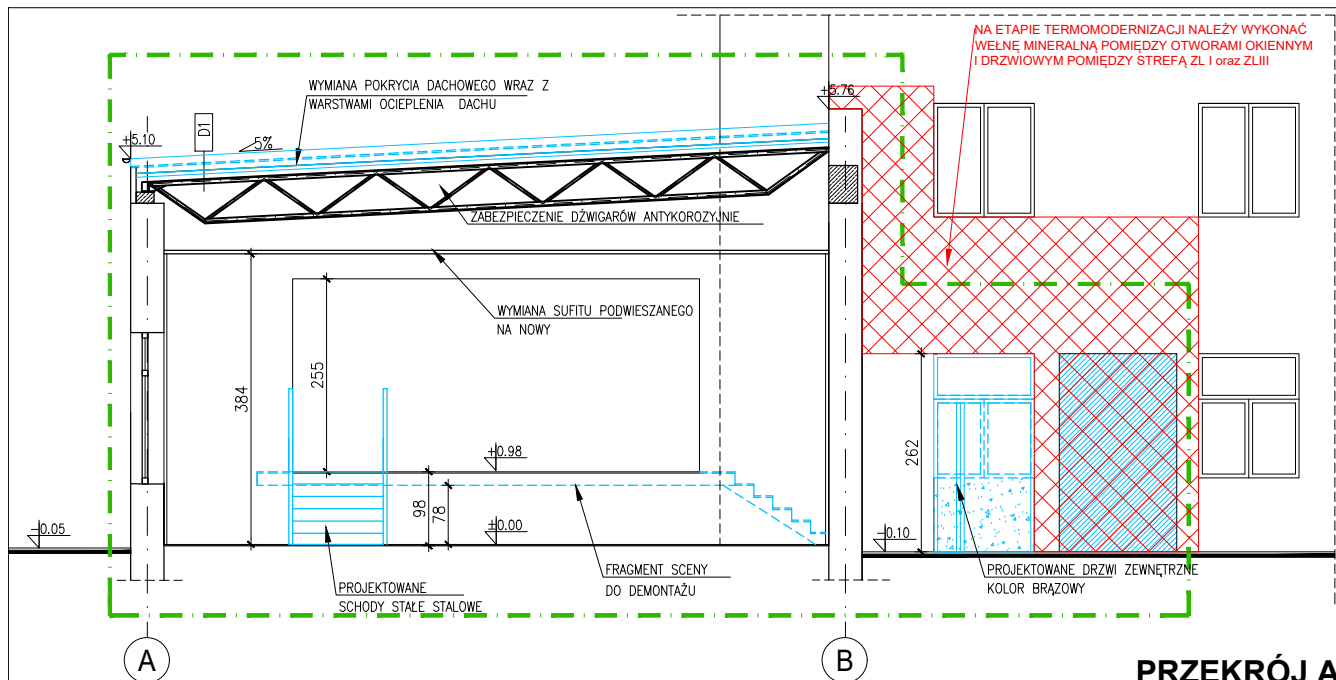 NA ETAPIE TERMOMODERNIZACJI NALEŻY WYKONAĆ
WEŁNĘ MINERALNĄ POMIĘDZY OTWORAMI OKIENNYM
I DRZWIOWYM POMIĘDZY STREFĄ ZL I oraz ZLIII
WYMIANA POKRYCIA DACHOWEGO WRAZ Z
WARSTWAMI OCIEPLENIA DACHU
+5.76
+5.10
D1
5%
ZABEZPIECZENIE DŹWIGARÓW ANTYKOROZYJNIE
WYMIANA SUFITU PODWIESZANEGO
NA NOWY
255
384
262
+0.98
98
78
±0.00
-0.05
-0.10
FRAGMENT SCENY
DO DEMONTAŻU
PROJEKTOWANE
SCHODY STAŁE STALOWE
PROJEKTOWANE DRZWI ZEWNĘTRZNE
KOLOR BRĄZOWY
A
B
PRZEKRÓJ A